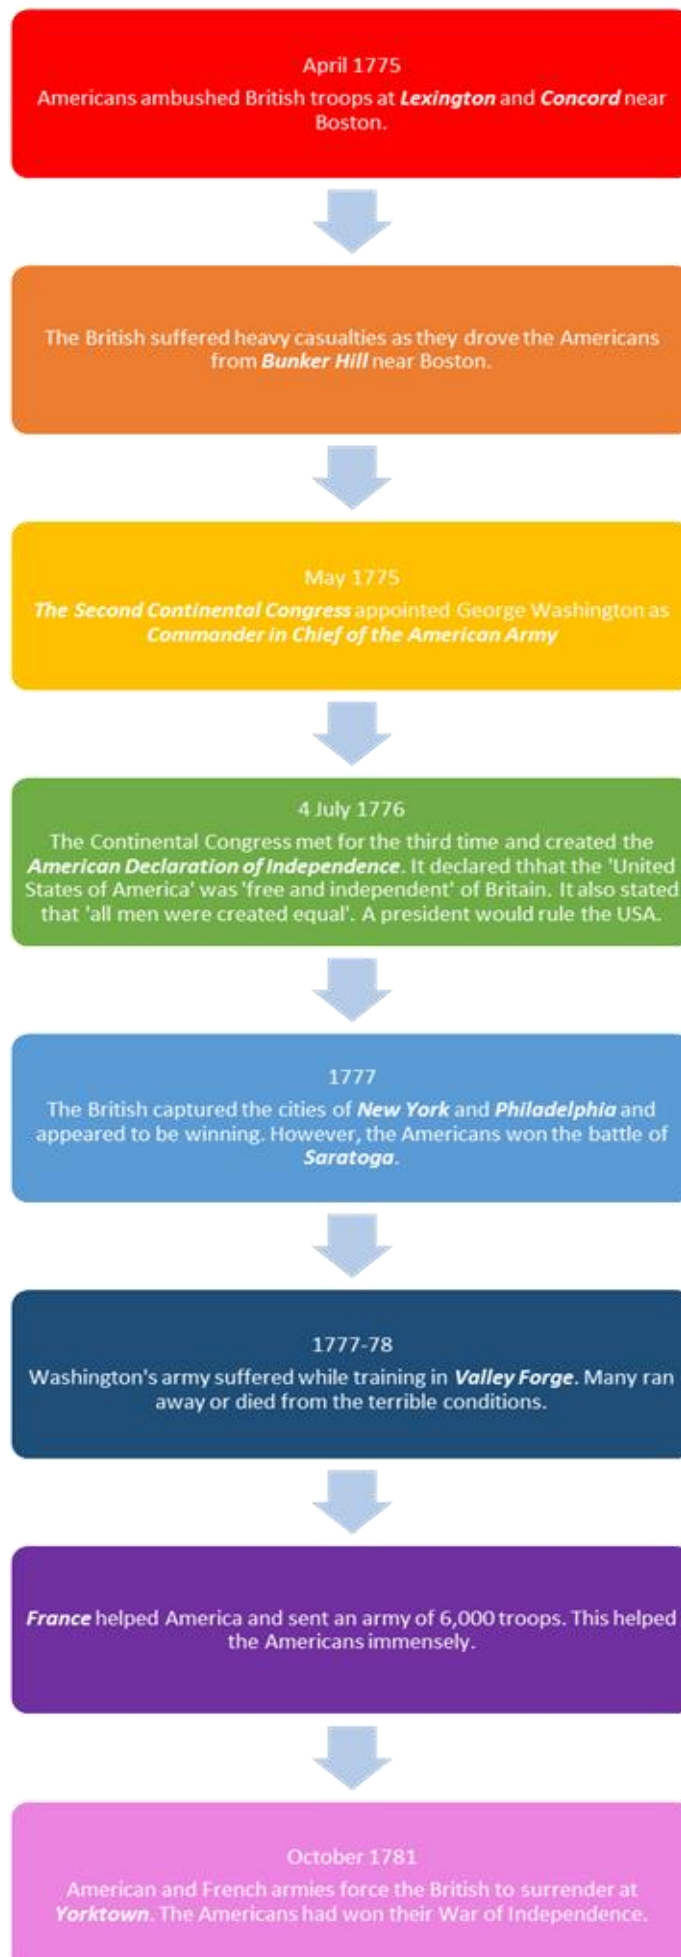 April 1775
Americans ambushed British troops at Lexington and Concord near
Boston.
The British suffered heavy casualties as they drove the Americans
from Bunker Hill near Boston.
May 1775
The Second Continental Congress appointed George Washington as
Commander in Chief of the American Army
4 July 1776
The Continental Congress met for the third time and created the
American Declaration of Independence. It declared thhat the 'United
States of America' was 'free and independent' of Britain. It also stated
that 'all men were created equal'. A president would rule the USA.
1777
The British captured the cities of New York and Philadelphia and
appeared to be winning. However, the Americans won the battle of
Saratoga.
1777-78
Washington's army suffered while training in Valley Forge. Many ran
away or died from the terrible conditions.
France helped America and sent an army of 6,000 troops. This helped
the Americans immensely.
October 1781
American and French armies force the British to surrender at
Yorktown. The Americans had won their War of Independence.